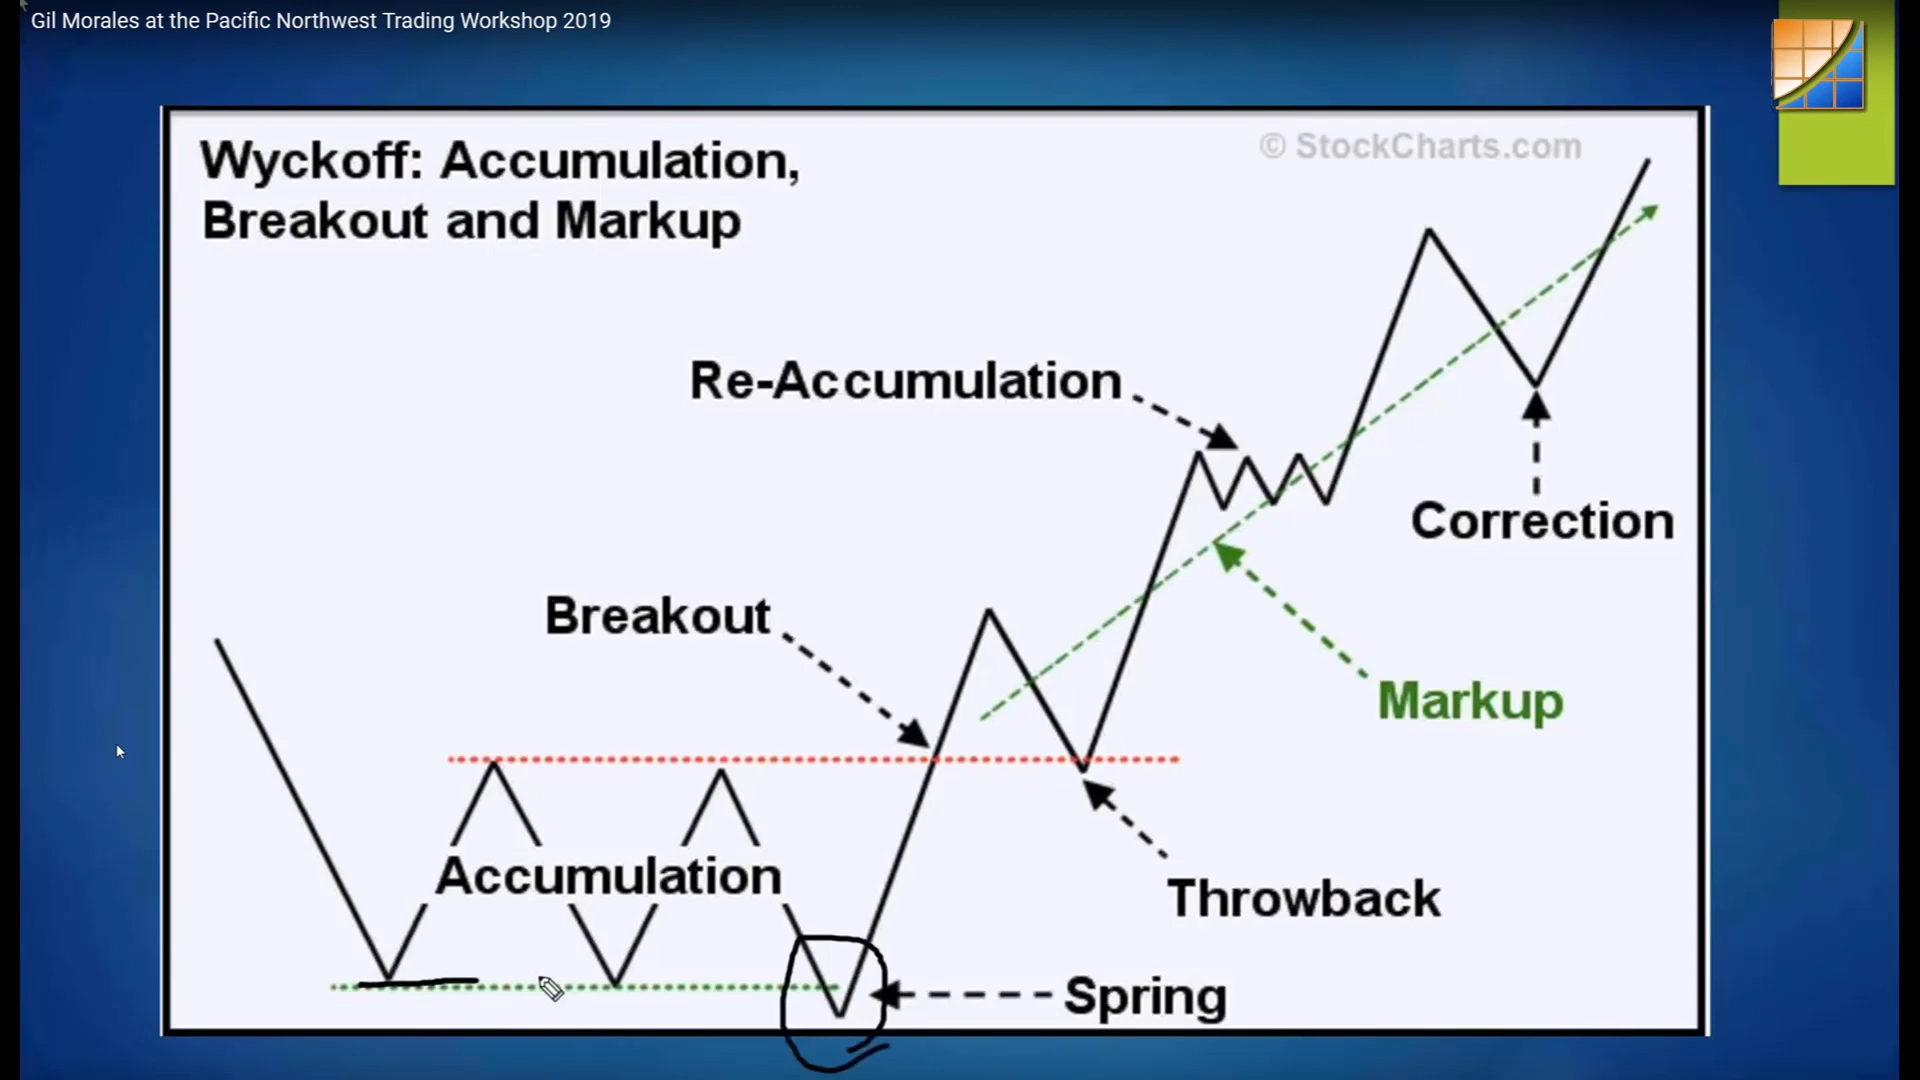 Gil Morales at the Pacific Northwest Trading Workshop 2019
Wyckoff: Accumulation,
Breakout and Markup
© StockCharts.com
Re-Accumulation
Correction
Breakout
Markup
Accumulation
Throwback
Spring